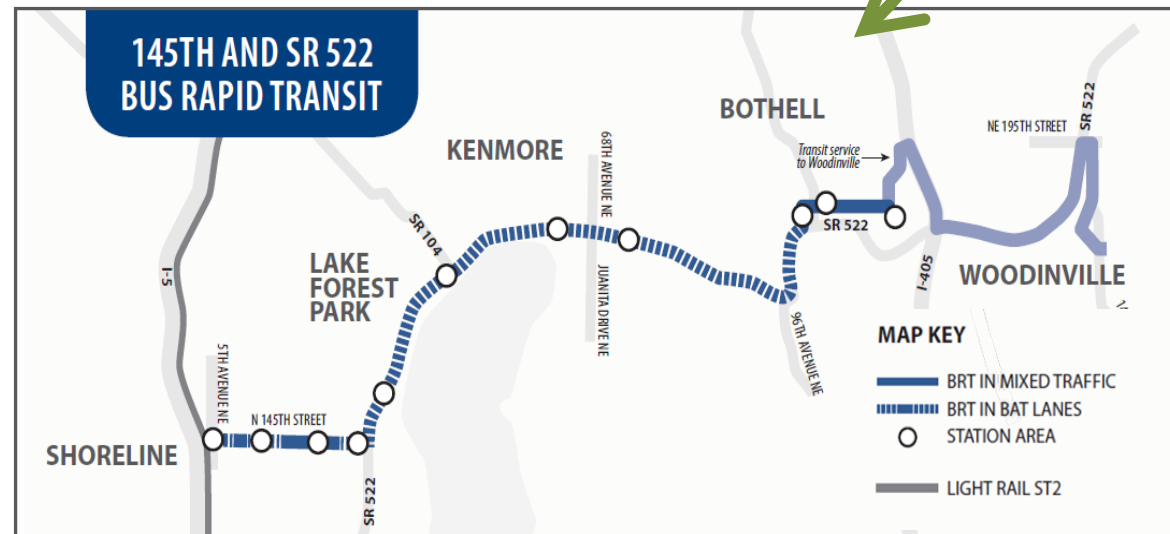 145TH AND SR 522
BUS RAPID TRANSIT
BOTHELL
SR 522
NE 195TH STREET
KENMORE
68TH AVENUE NE
Transit service
to Woodinville
SR 104
SR 522
LAKE
FOREST
PARK
I-5
JUANITA DRIVE NE
I-405
WOODINVILLE
96TH AVENUE NE
5TH AVENUE NE
N 145TH STREET
SHORELINE
SR 522
MAP KEY
BRT IN MIXED TRAFFIC
BRT IN BAT LANES
STATION AREA
LIGHT RAIL ST2